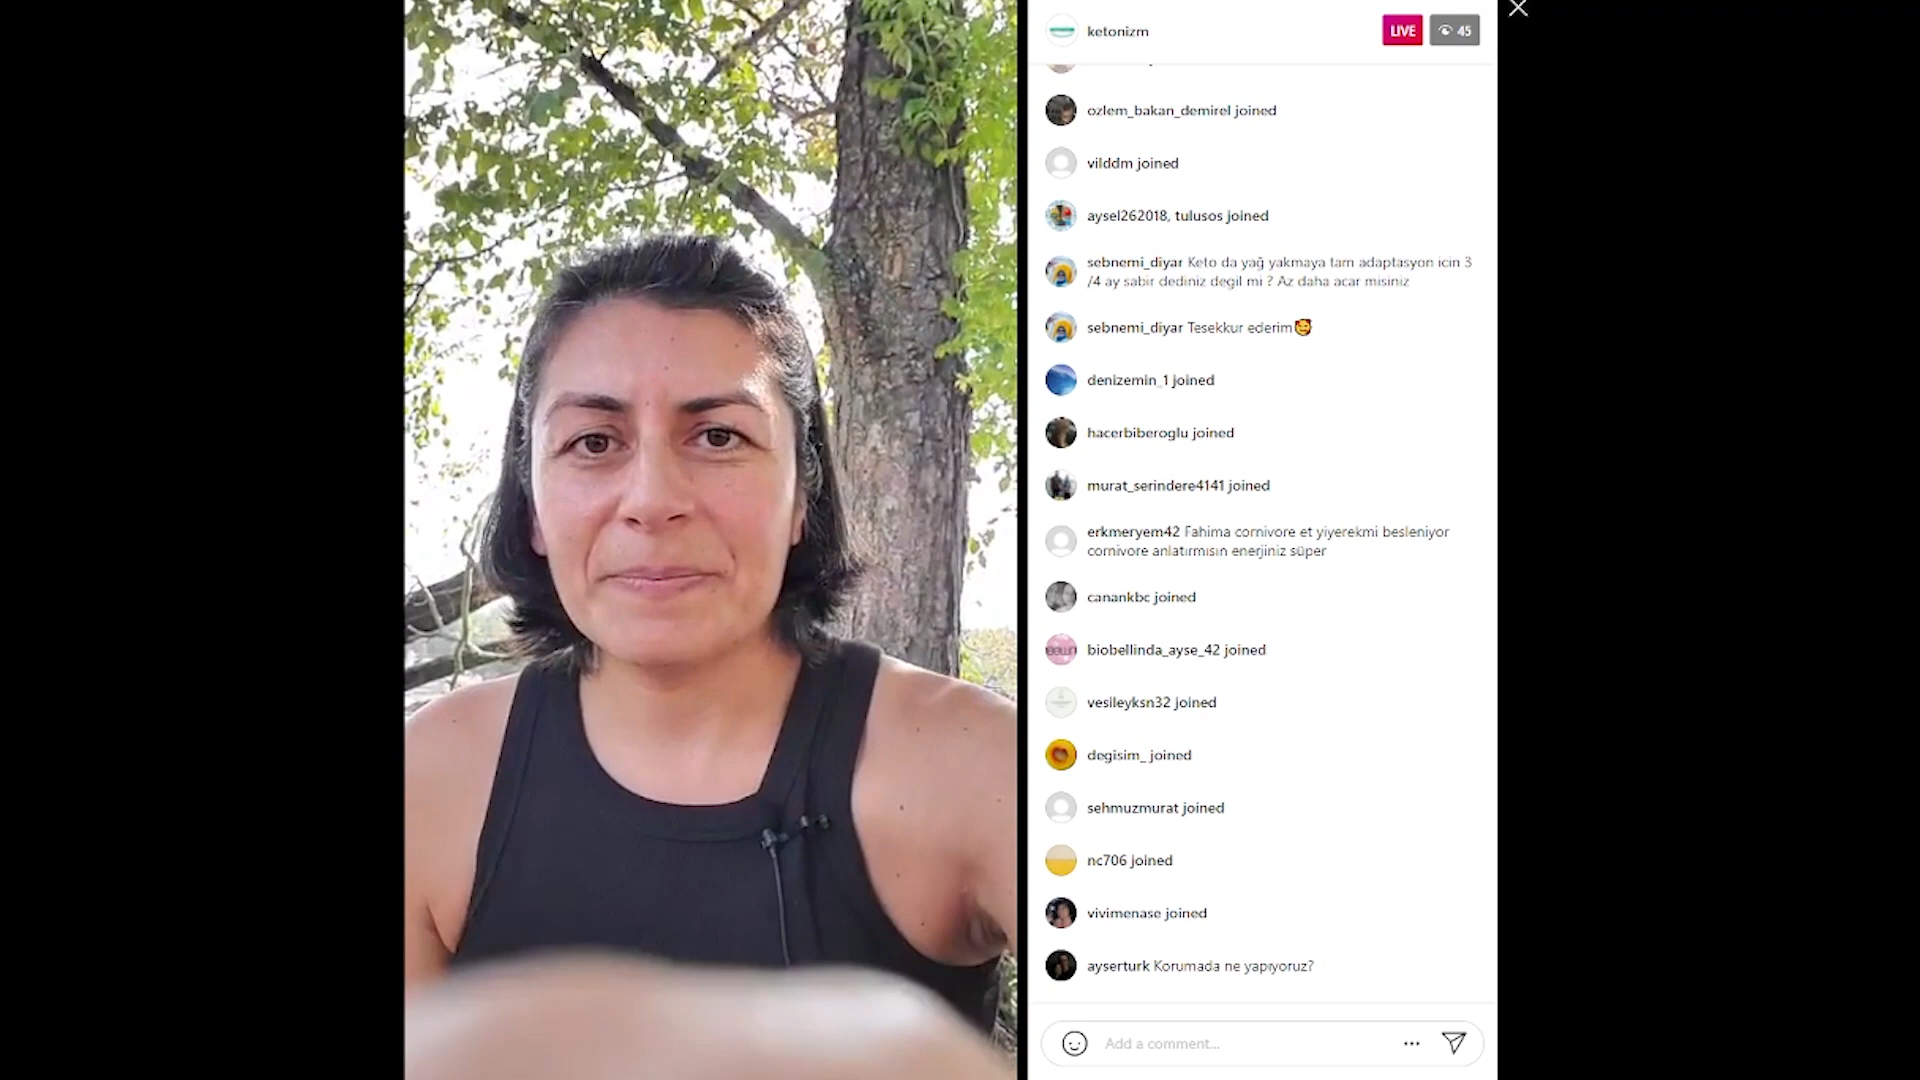 ketonizm
LIVE
45
ozlem_bakan_demirel joined
vilddm joined
aysel262018, tulusos joined
sebnemi_diyar Keto da yağ yakmaya tam adaptasyon icin 3
/4 ay sabir dediniz degil mi ? Az daha acar misiniz
sebnemi_diyar Tesekkur ederim🥰
denizemin_1 joined
hacerbiberoglu joined
murat_serindere4141 joined
erkmeryem42 Fahima cornivore et yiyerekmi besleniyor
cornivore anlatırmısın enerjiniz süper
canankbc joined
biobellinda_ayse_42 joined
vesileyksn32 joined
degisim_ joined
sehmuzmurat joined
nc706 joined
vivimenase joined
ayserturk Korumada ne yapıyoruz?
Add a comment...